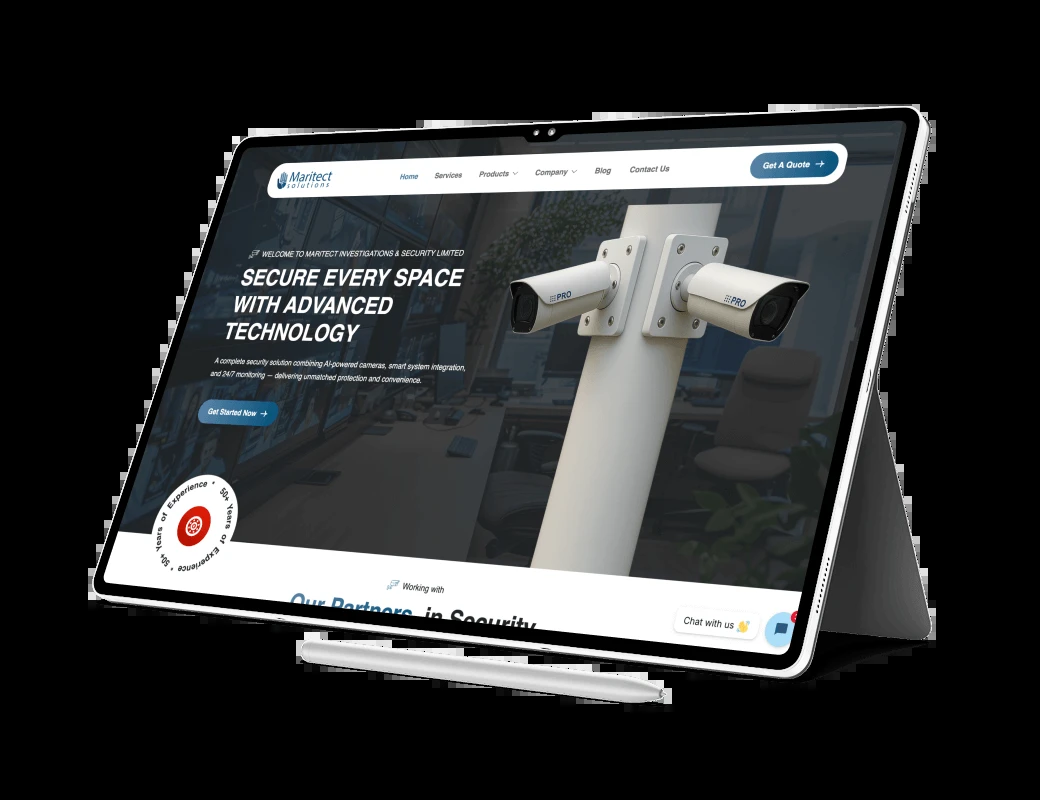 Maritect
solutions
Home
Services
Products
Company
Blog
Contact Us
Get A Quote →
WELCOME TO MARITECT INVESTIGATIONS & SECURITY LIMITED
SECURE EVERY SPACE
WITH ADVANCED
TECHNOLOGY
A complete security solution combining AI-powered cameras, smart system integration,
and 24/7 monitoring — delivering unmatched protection and convenience.
Get Started Now →
PRO
PRO
50+ Years of Experience • 50+ Years of Experience •
Working with
Our Partners in Security
Chat with us 👋